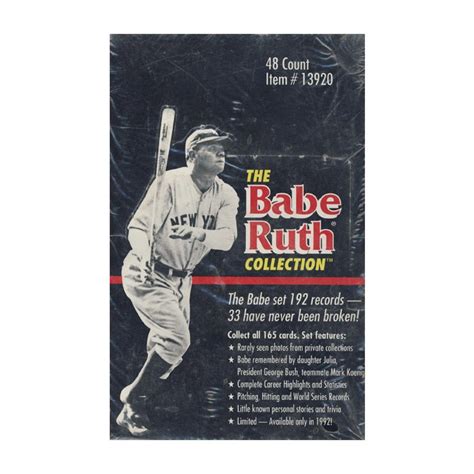 48 Count
Item # 13920
THE
Babe
Ruth®
COLLECTION™
NEW YO
The Babe set 192 records —
33 have never been broken!
Collect all 165 cards. Set features:
★ Rarely seen photos from private collections
★ Babe remembered by daughter Julia,
President George Bush, teammate Mark Koenig
★ Complete Career Highlights and Statistics
★ Pitching, Hitting and World Series Records
★ Little known personal stories and trivia
★ Limited — Available only in 1992!